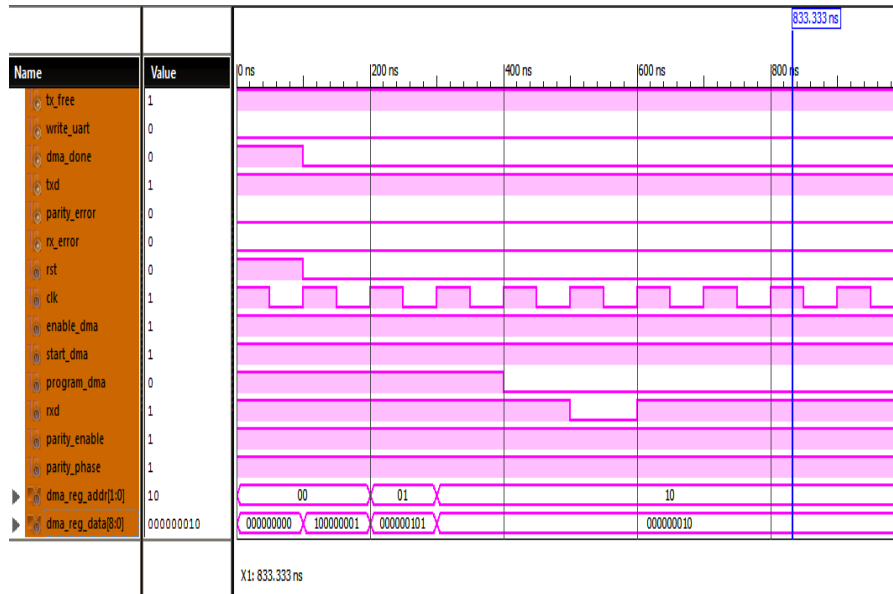 833.333 ns
Name Value 0 ns 200 ns 400 ns 600 ns 800 ns
tx_free 1
write_uart 0
dma_done 0
txd 1
parity_error 0
rx_error 0
rst 0
clk 1
enable_dma 1
start_dma 1
program_dma 0
rxd 1
parity_enable 1
parity_phase 1
dma_reg_addr[1:0] 10 00 01 10
dma_reg_data[8:0] 000000010 000000000 100000001 000000101 000000010
X1: 833.333 ns